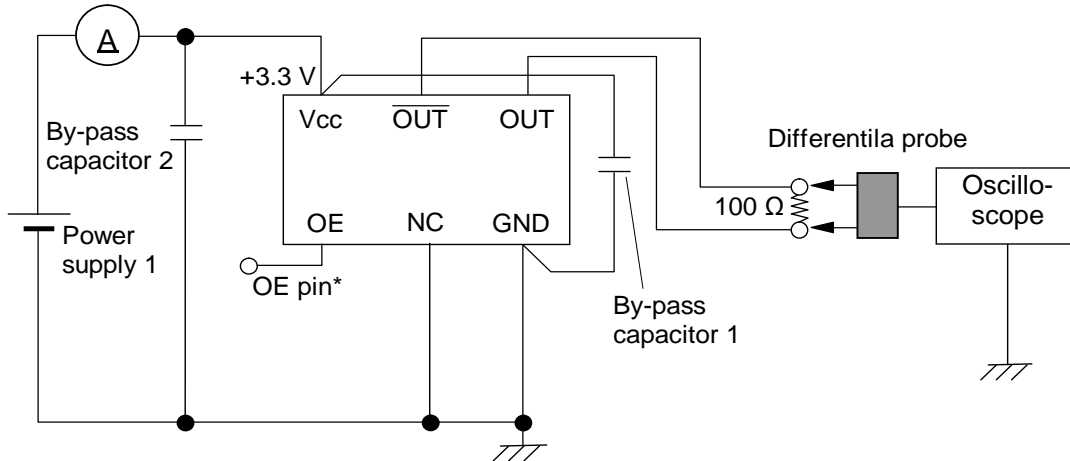 A
+3.3 V
Vcc
OUT
OUT
By-pass
capacitor 2
Differentila probe
Oscillo-
scope
100 Ω
OE
NC
GND
Power
supply 1
OE pin*
By-pass
capacitor 1